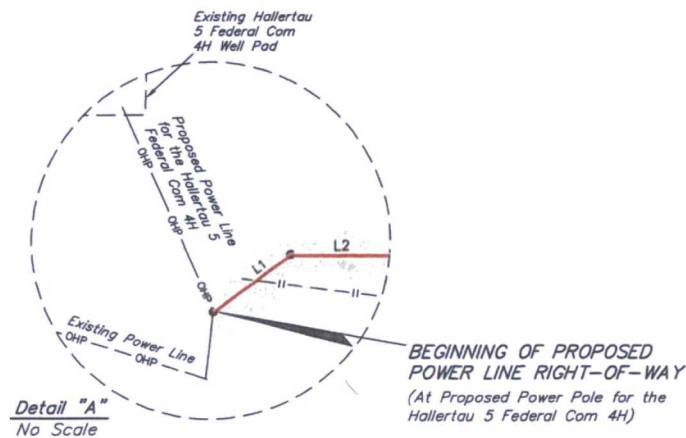 Existing Hallertau
5 Federal Com
4H Well Pad
Proposed Power Line
for the Hallertau 5
Federal Com 4H
OHP
OHP
OHP
L1
L2
II
II
Existing Power Line
OHP
OHP
BEGINNING OF PROPOSED
POWER LINE RIGHT-OF-WAY
(At Proposed Power Pole for the
Hallertau 5 Federal Com 4H)
Detail "A"
No Scale